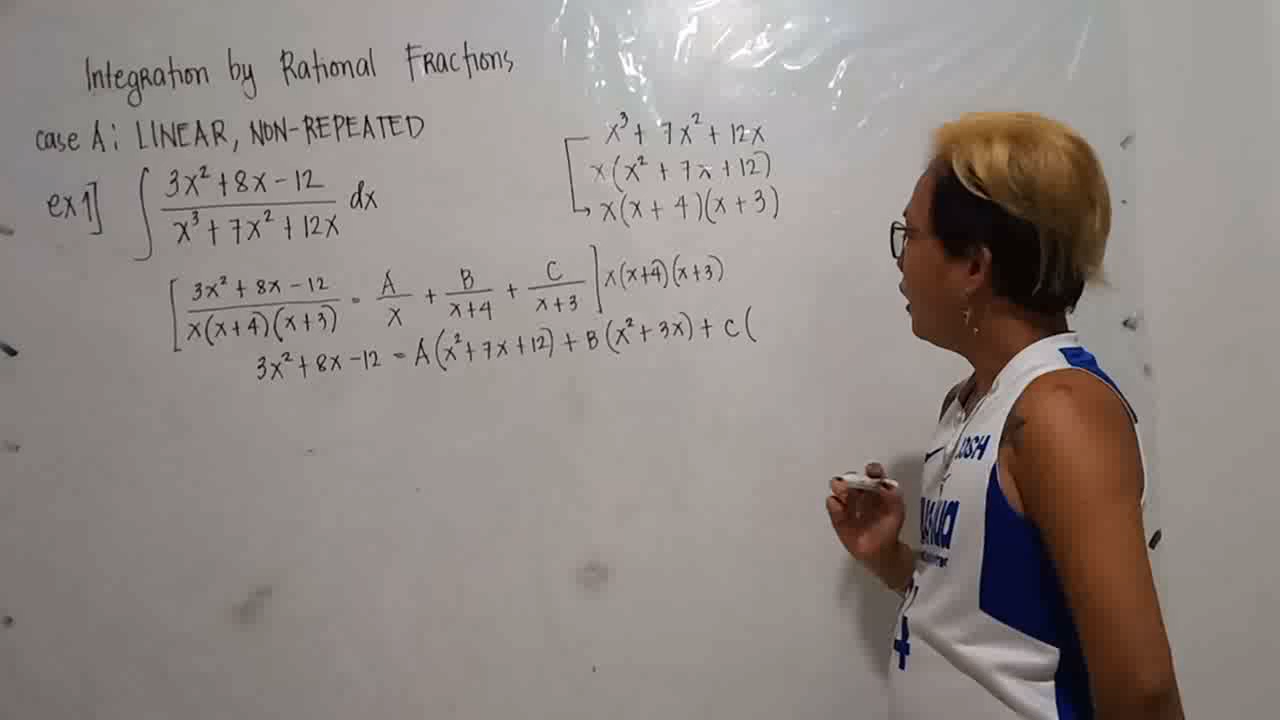 Integration by Rational Fractions
case A: LINEAR, NON-REPEATED
ex 1] ∫ (3x² + 8x - 12)/(x³ + 7x² + 12x) dx
x³ + 7x² + 12x
x(x² + 7x + 12)
x(x + 4)(x + 3)
[(3x² + 8x - 12)/(x(x+4)(x+3)) = A/x + B/(x+4) + C/(x+3)] x(x+4)(x+3)
3x² + 8x - 12 = A(x² + 7x + 12) + B(x² + 3x) + C(
4